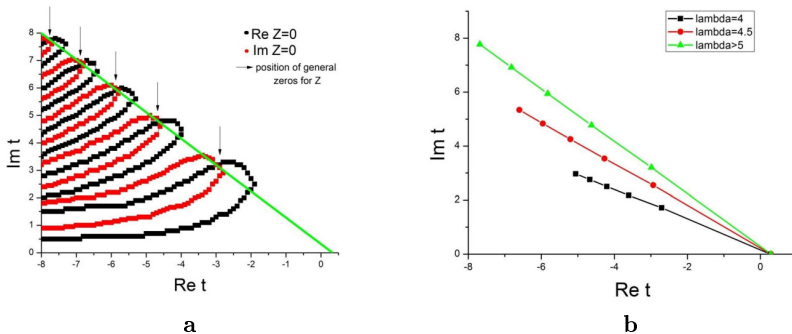 Re Z=0
Im Z=0
position of general
zeros for Z
Im t
8
7
6
5
4
3
2
1
0
-8
-7
-6
-5
-4
-3
-2
-1
0
Re t
a
lambda=4
lambda=4.5
lambda>5
Im t
8
6
4
2
0
-8
-6
-4
-2
0
Re t
b